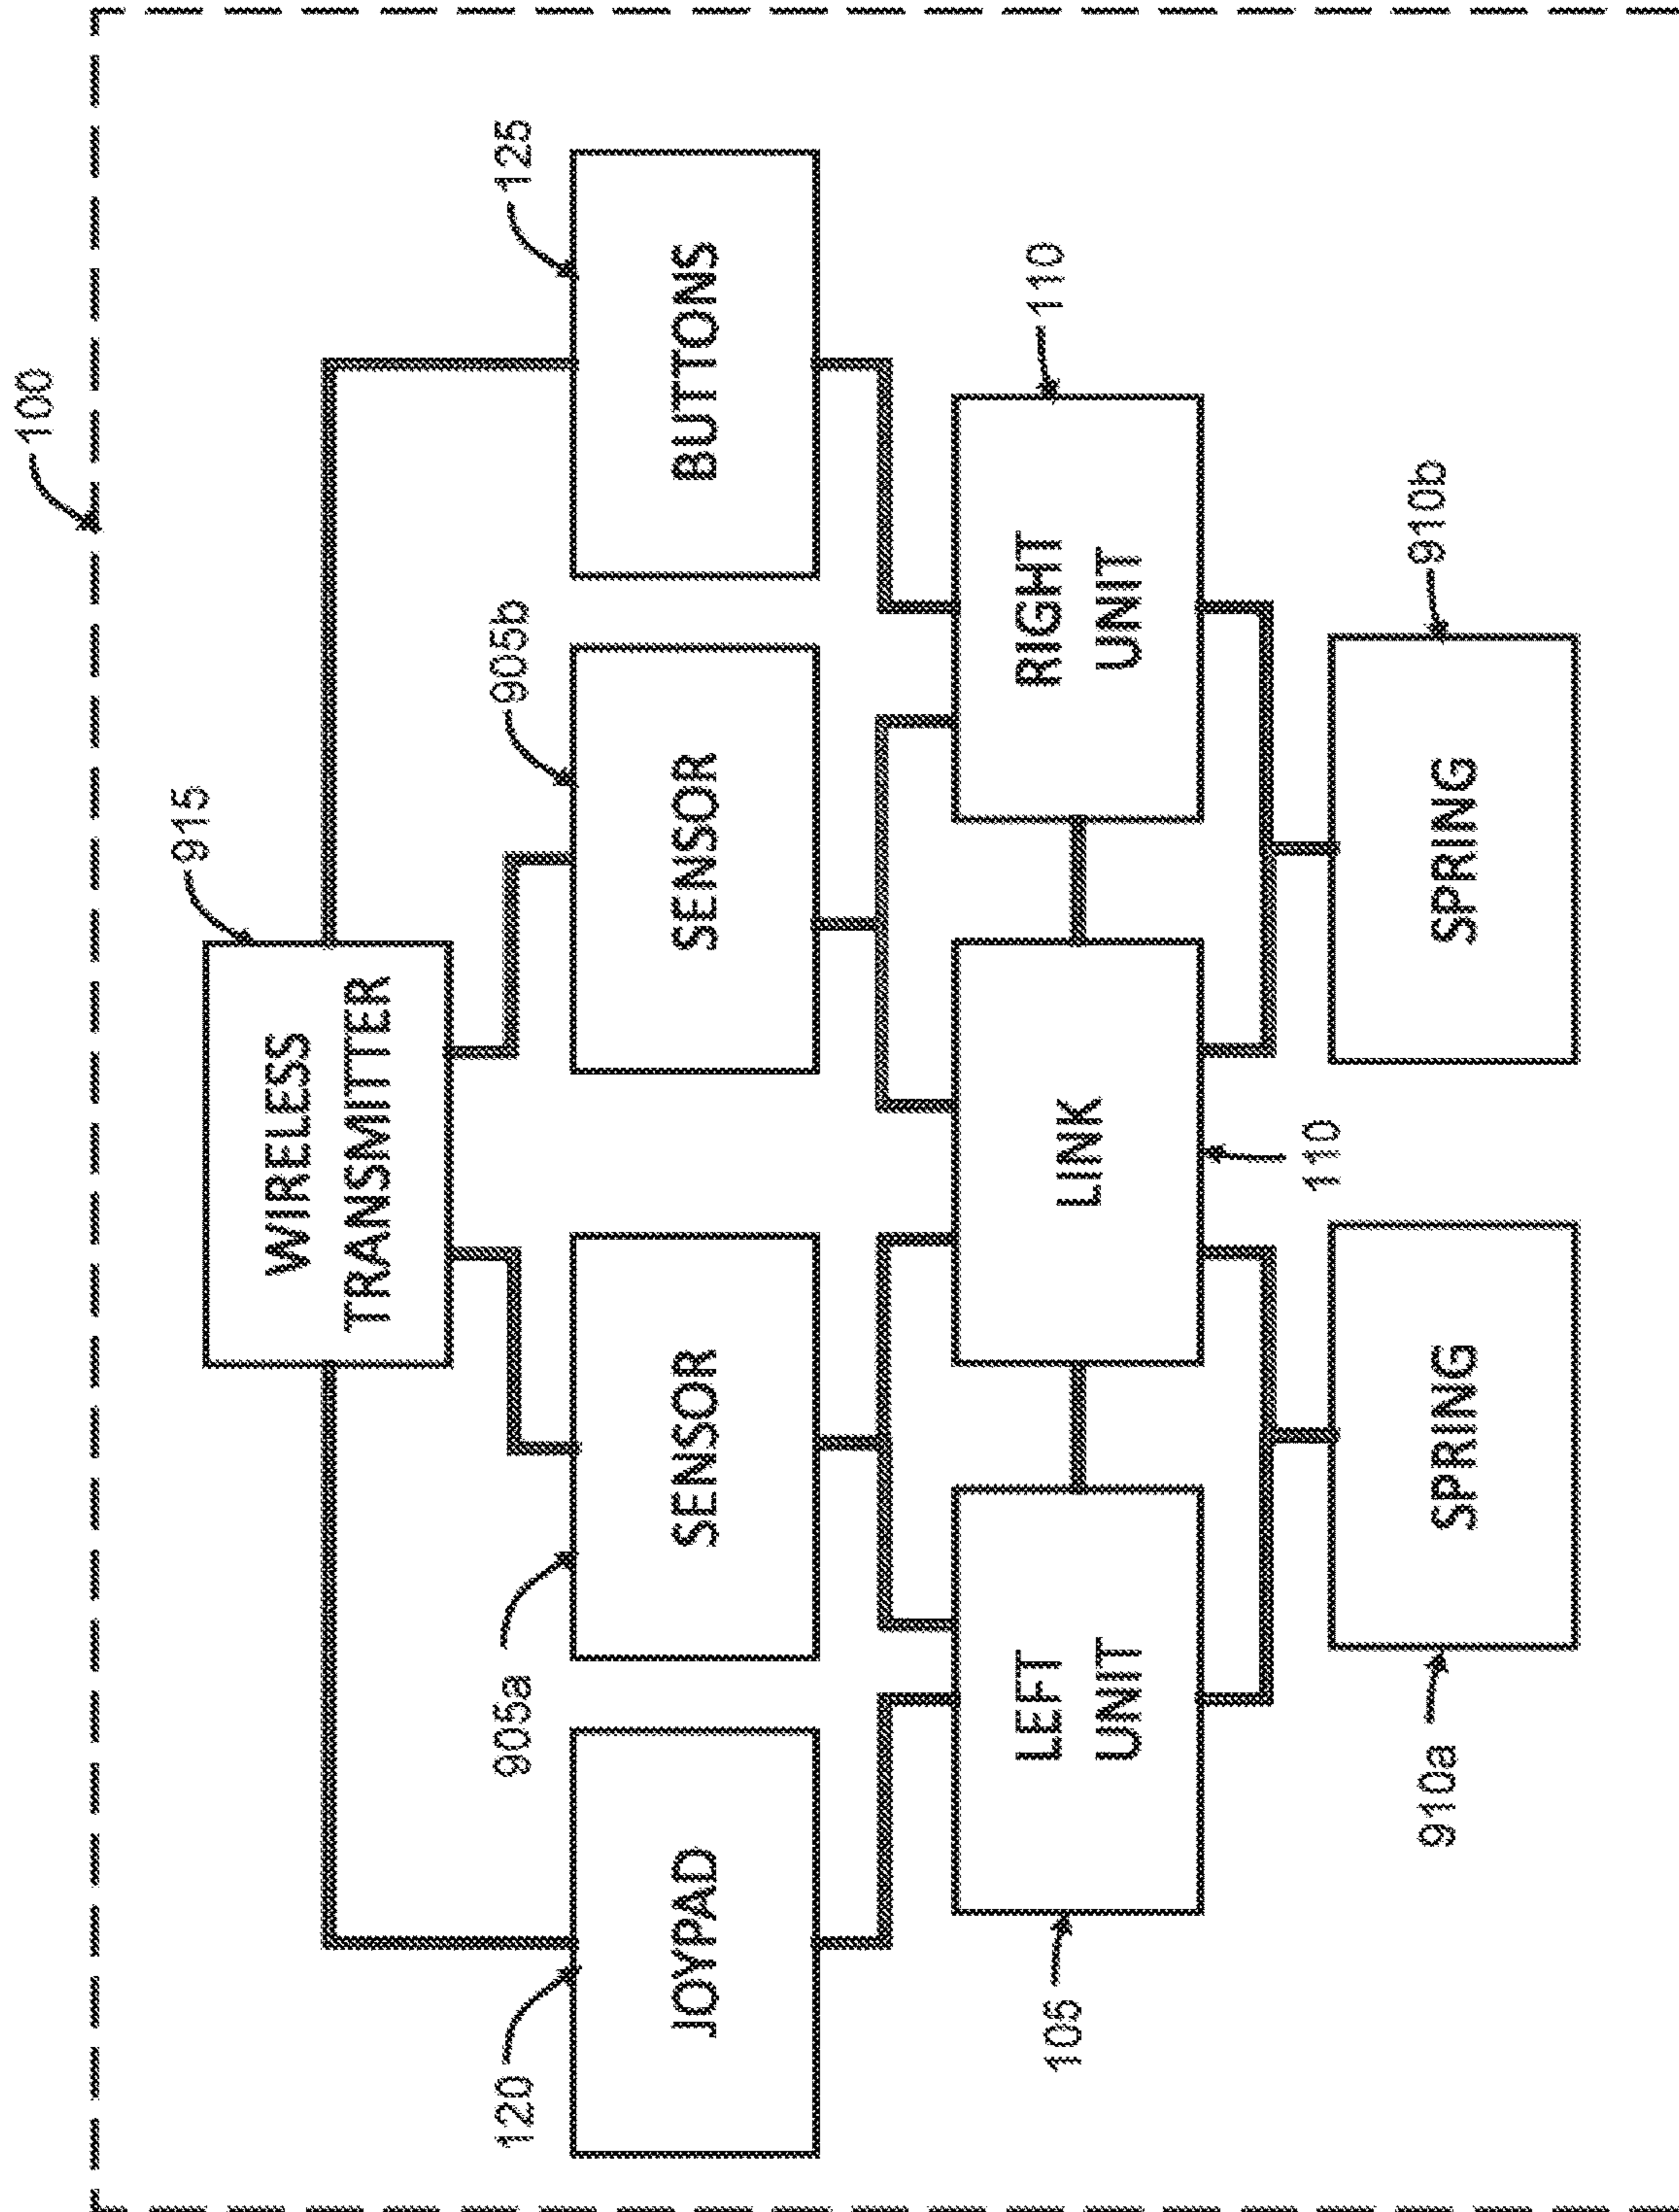 100
915
WIRELESS
TRANSMITTER
120
905a
905b
125
JOYPAD
SENSOR
SENSOR
BUTTONS
105
LEFT
UNIT
LINK
RIGHT
UNIT
110
110
910a
SPRING
SPRING
910b